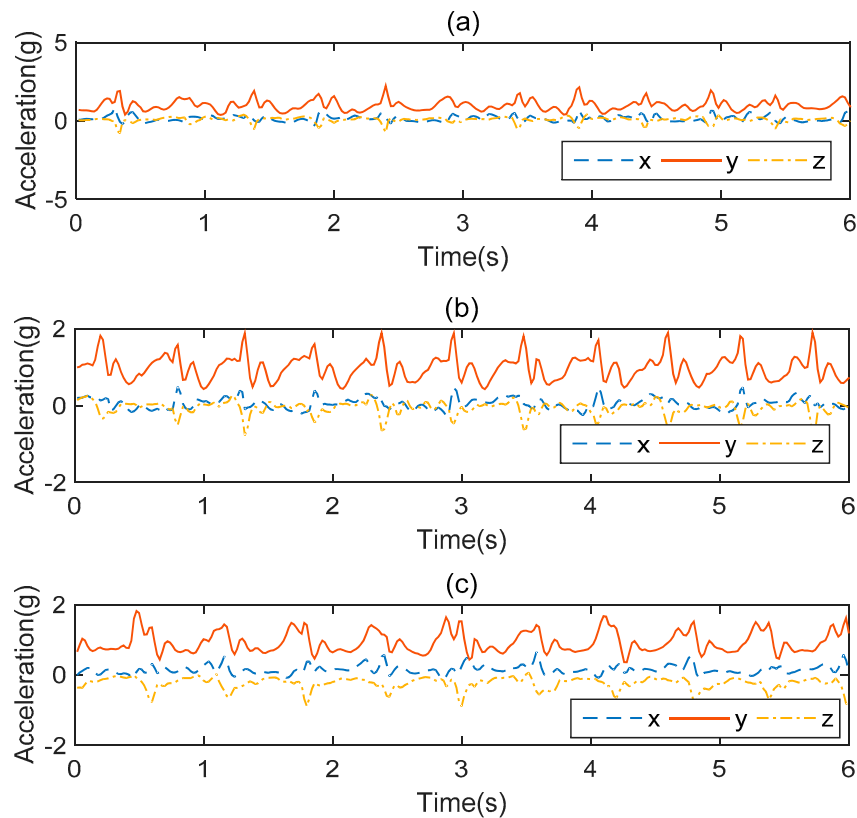 (a)
Acceleration(g)
5
0
-5
x y z
0 1 2 3 4 5 6
Time(s)
(b)
Acceleration(g)
2
0
-2
x y z
0 1 2 3 4 5 6
Time(s)
(c)
Acceleration(g)
2
0
-2
x y z
0 1 2 3 4 5 6
Time(s)